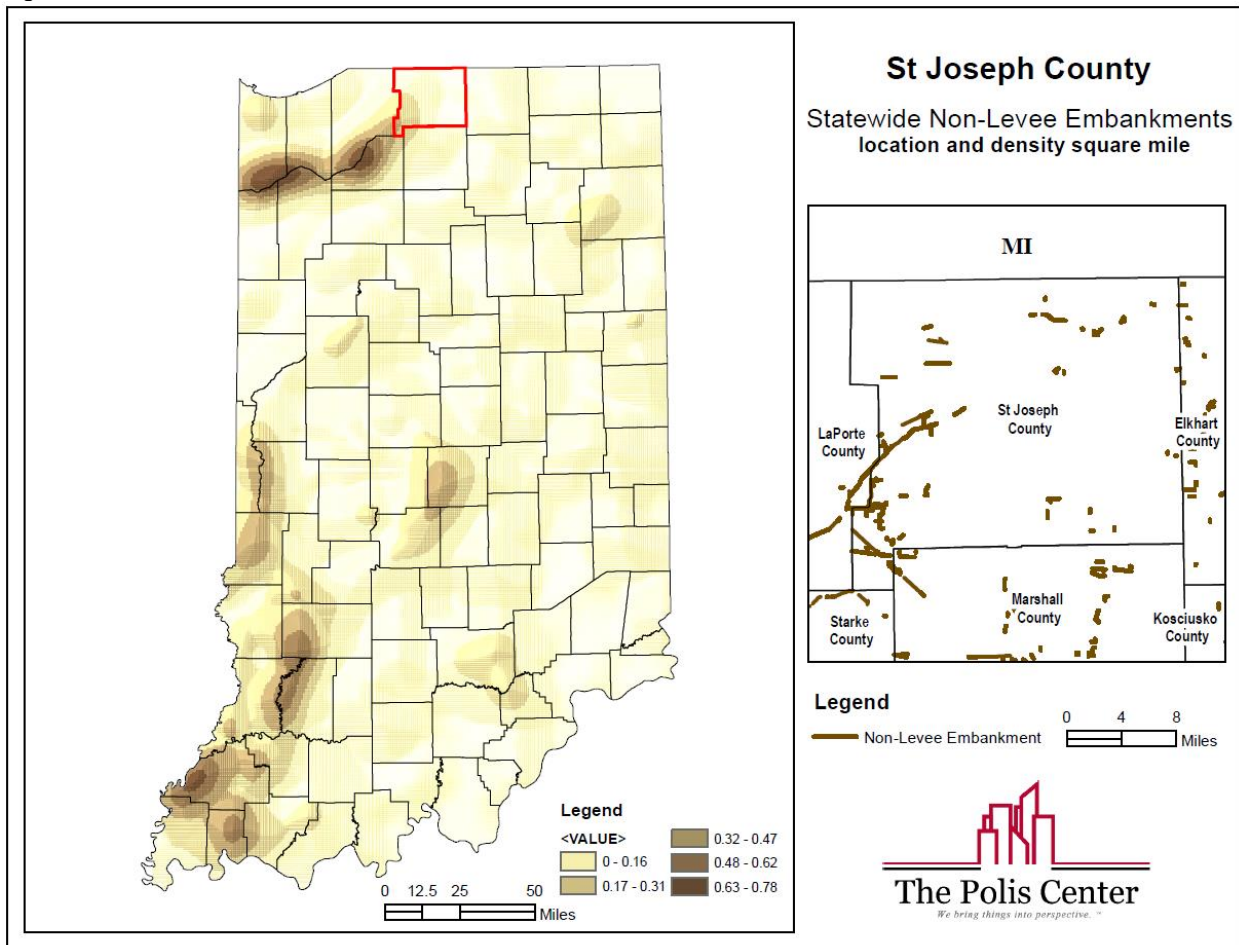 St Joseph County
Statewide Non-Levee Embankments
location and density square mile
MI
LaPorte
County
St Joseph
County
Elkhart
County
Starke
County
Marshall
County
Kosciusko
County
Legend
Non-Levee Embankment
0 4 8
Miles
Legend
<VALUE>
0 - 0.16
0.17 - 0.31
0.32 - 0.47
0.48 - 0.62
0.63 - 0.78
0 12.5 25 50
Miles
The Polis Center
We bring things into perspective. ™